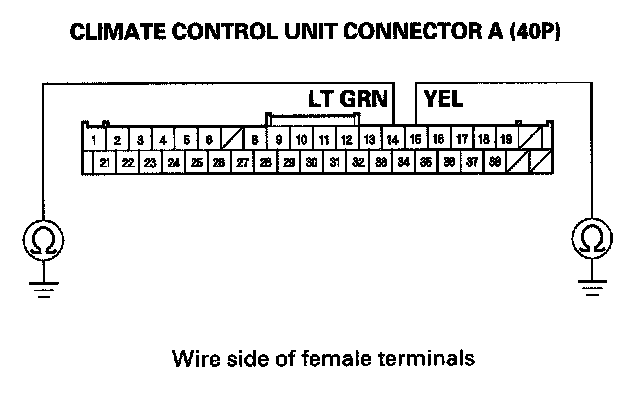 CLIMATE CONTROL UNIT CONNECTOR A (40P)
LT GRN YEL
1 2 3 4 5 6 8 9 10 11 12 13 14 15 16 17 18 19
21 22 23 24 25 26 27 28 29 30 31 32 33 34 35 36 37 38
Ω Ω
Wire side of female terminals